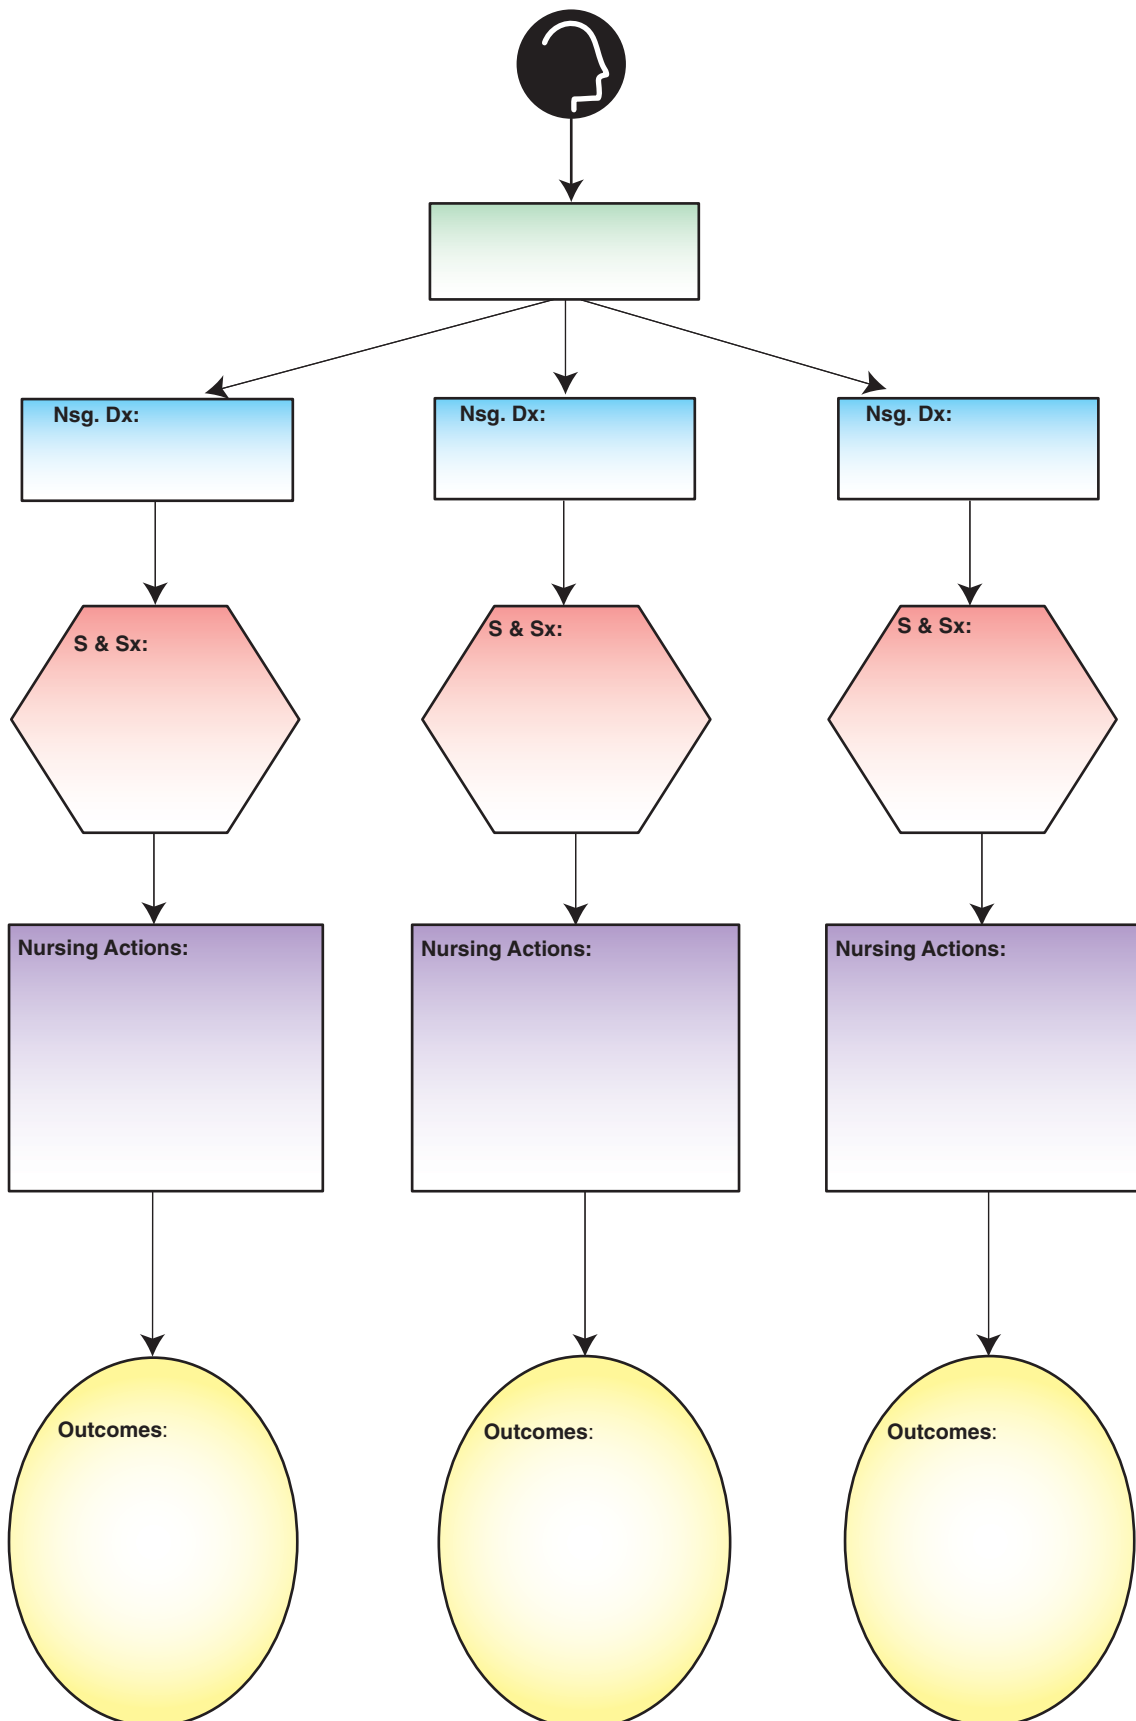 Nsg. Dx:
Nsg. Dx:
Nsg. Dx:
S & Sx:
S & Sx:
S & Sx:
Nursing Actions:
Nursing Actions:
Nursing Actions:
Outcomes:
Outcomes:
Outcomes: